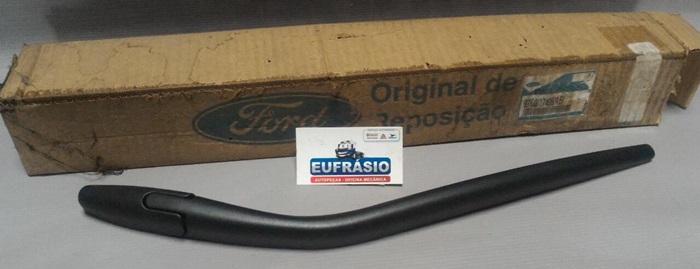 Ford
Original de
Reposição
EUFRÁSIO
AUTOPEÇAS - OFICINA MECÂNICA